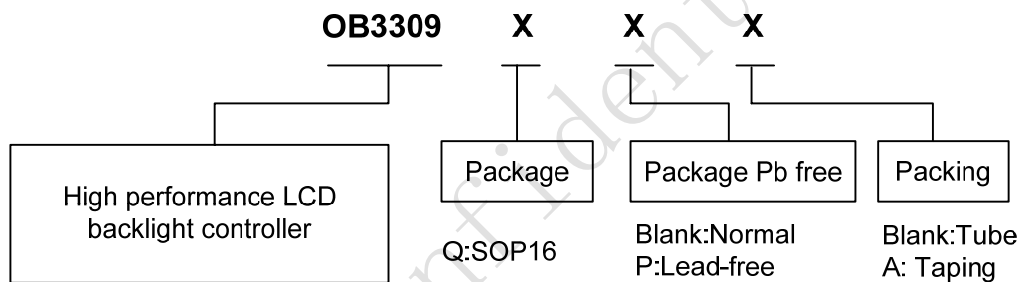 OB3309 X X X
High performance LCD
backlight controller
Package
Q:SOP16
Package Pb free
Blank:Normal
P:Lead-free
Packing
Blank:Tube
A: Taping
onfident